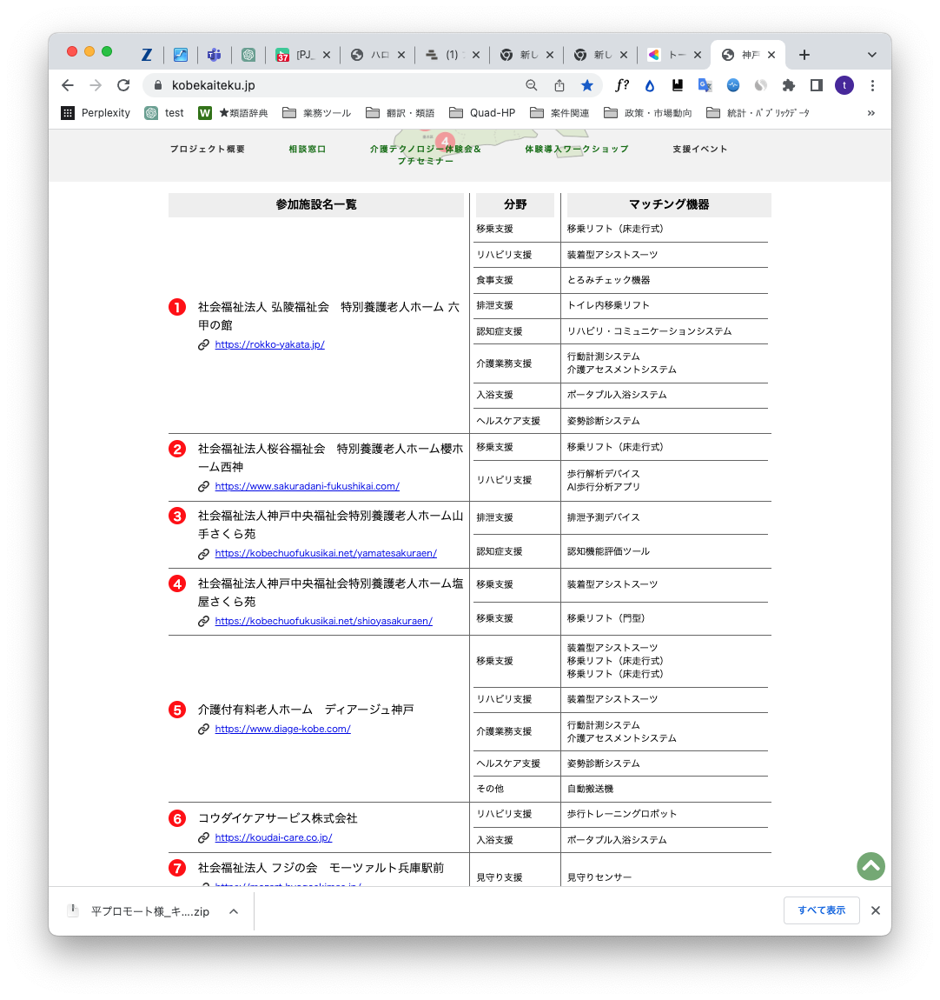 Z
37
[PJ_
ハロ
(1)
新し
新し
トー
神戸
kobekaiteku.jp
f?
t
Perplexity
test
W
★類語辞典
業務ツール
翻訳・類語
Quad-HP
案件関連
政策・市場動向
統計・ﾊﾟﾌﾞﾘｯｸﾃﾞｰﾀ
»
4
プロジェクト概要
相談窓口
介護テクノロジー体験会&
プチセミナー
体験導入ワークショップ
支援イベント
参加施設名一覧
分野
マッチング機器
1
社会福祉法人 弘陵福祉会　特別養護老人ホーム 六
甲の館
https://rokko-yakata.jp/
移乗支援
移乗リフト（床走行式）
リハビリ支援
装着型アシストスーツ
食事支援
とろみチェック機器
排泄支援
トイレ内移乗リフト
認知症支援
リハビリ・コミュニケーションシステム
介護業務支援
行動計測システム
介護アセスメントシステム
入浴支援
ポータブル入浴システム
ヘルスケア支援
姿勢診断システム
2
社会福祉法人桜谷福祉会　特別養護老人ホーム櫻ホ
ーム西神
https://www.sakuradani-fukushikai.com/
移乗支援
移乗リフト（床走行式）
リハビリ支援
歩行解析デバイス
AI歩行分析アプリ
3
社会福祉法人神戸中央福祉会特別養護老人ホーム山
手さくら苑
https://kobechuofukusikai.net/yamatesakuraen/
排泄支援
排泄予測デバイス
認知症支援
認知機能評価ツール
4
社会福祉法人神戸中央福祉会特別養護老人ホーム塩
屋さくら苑
https://kobechuofukusikai.net/shioyasakuraen/
移乗支援
装着型アシストスーツ
移乗支援
移乗リフト（門型）
5
介護付有料老人ホーム　ディアージュ神戸
https://www.diage-kobe.com/
移乗支援
装着型アシストスーツ
移乗リフト（床走行式）
移乗リフト（床走行式）
リハビリ支援
装着型アシストスーツ
介護業務支援
行動計測システム
介護アセスメントシステム
ヘルスケア支援
姿勢診断システム
その他
自動搬送機
6
コウダイケアサービス株式会社
https://koudai-care.co.jp/
リハビリ支援
歩行トレーニングロボット
入浴支援
ポータブル入浴システム
7
社会福祉法人 フジの会　モーツァルト兵庫駅前
見守り支援
見守りセンサー
平プロモート様_キ....zip
すべて表示